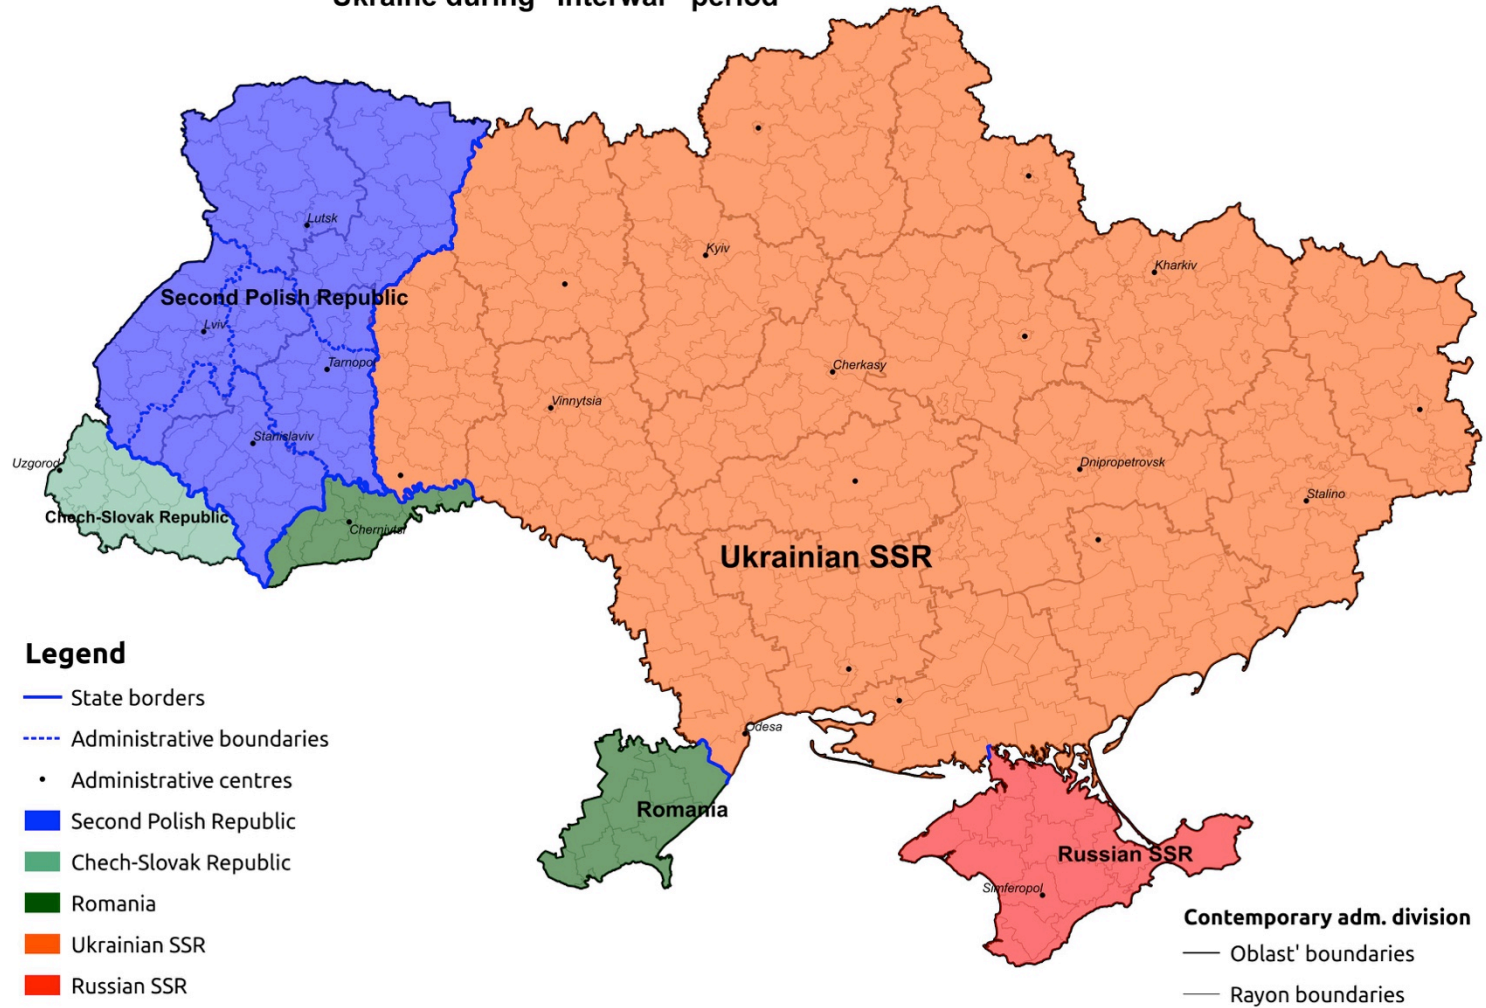 Ukraine during "interwar" period
Lutsk
Kyiv
Kharkiv
Second Polish Republic
Lviv
Tarnopol
Cherkasy
Vinnytsia
Stanislaviv
Uzgorod
Dnipropetrovsk
Stalino
Chech-Slovak Republic
Chernivtsi
Ukrainian SSR
Odesa
Romania
Russian SSR
Simferopol
Legend
State borders
Administrative boundaries
Administrative centres
Second Polish Republic
Chech-Slovak Republic
Romania
Ukrainian SSR
Russian SSR
Contemporary adm. division
Oblast' boundaries
Rayon boundaries